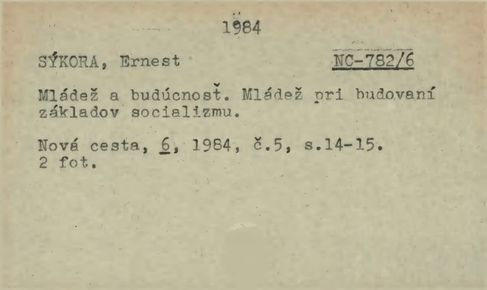 1984
SÝKORA, Ernest NC-782/6
Mládež a budúcnosť. Mládež pri budovaní
základov socializmu.
Nová cesta, 6, 1984, č.5, s.14-15.
2 fot.